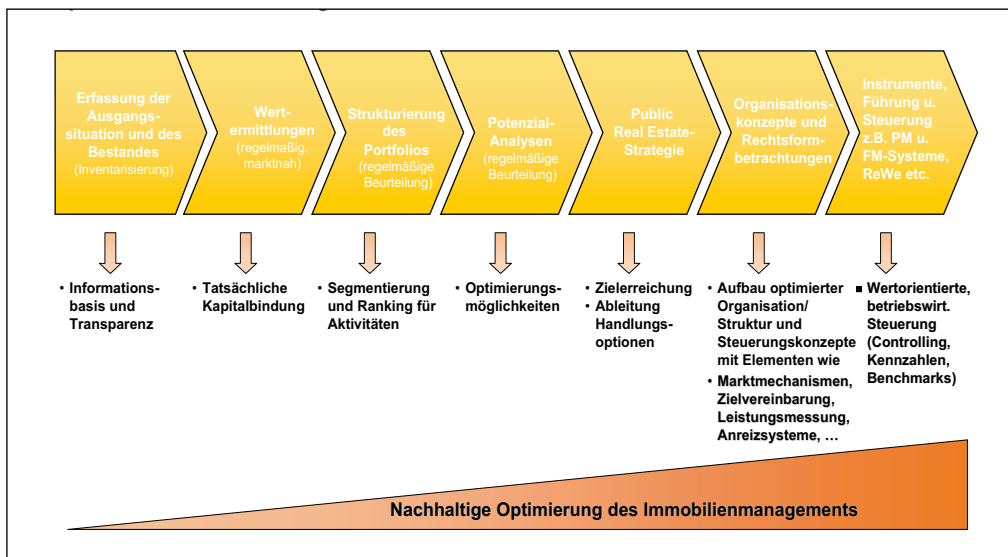 Erfassung der
Ausgangs-
situation und des
Bestandes
(Inventarisierung)
Wert-
ermittlungen
(regelmaßig,
marktnah)
Strukturierung
des
Portfolios
(regelmäßige
Beurteilung)
Potenzial-
Analysen
(regelmäßige
Beurteilung)
Public
Real Estate-
Strategie
Organisations-
konzepte und
Rechtsform-
betrachtungen
Instrumente,
Führung u.
Steuerung
z.B. PM u.
FM-Systeme,
ReWe etc.
• Informations-
basis und
Transparenz
• Tatsächliche
Kapitalbindung
• Segmentierung
und Ranking für
Aktivitäten
• Optimierungs-
möglichkeiten
• Zielerreichung
• Ableitung
Handlungs-
optionen
• Aufbau optimierter
Organisation/
Struktur und
Steuerungskonzepte
mit Elementen wie
• Marktmechanismen,
Zielvereinbarung,
Leistungsmessung,
Anreizsysteme, …
▪ Wertorientierte,
betriebswirt.
Steuerung
(Controlling,
Kennzahlen,
Benchmarks)
Nachhaltige Optimierung des Immobilienmanagements